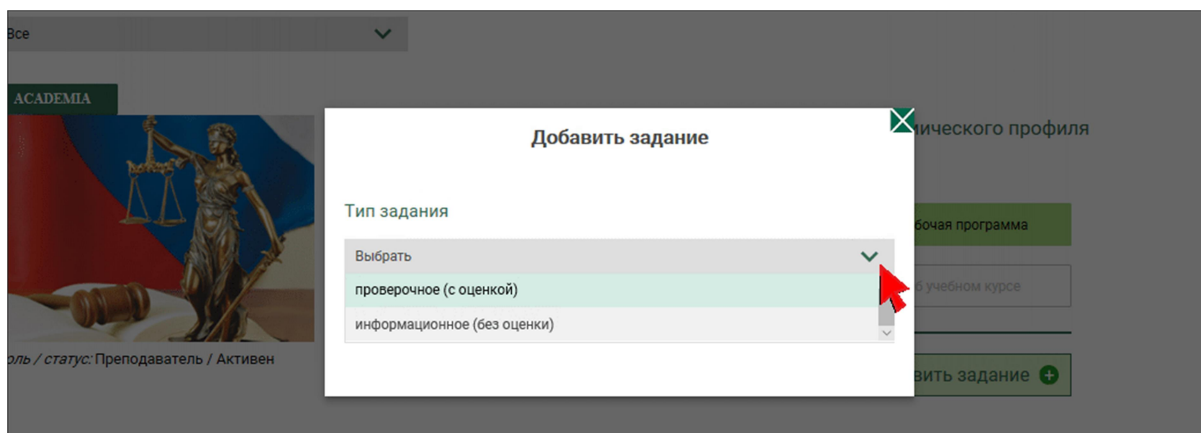 Все
ACADEMIA
Добавить задание
ического профиля
Тип задания
бочая программа
Выбрать
проверочное (с оценкой)
б учебном курсе
информационное (без оценки)
оль / статус: Преподаватель / Активен
вить задание